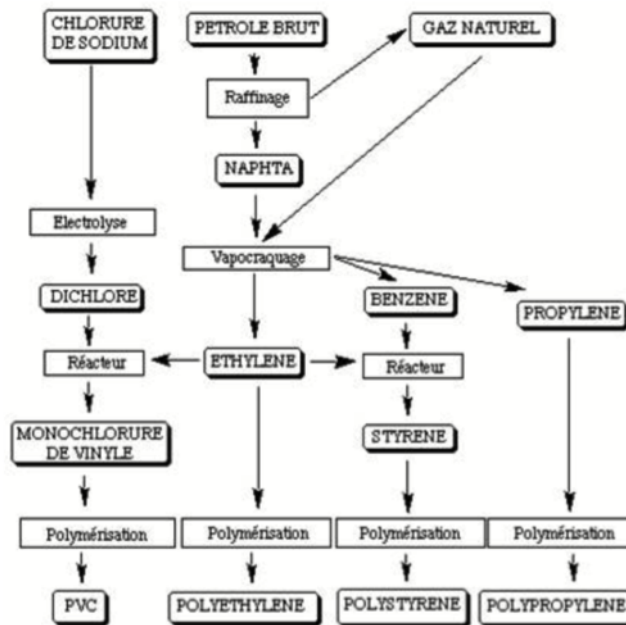 CHLORURE
DE SODIUM
PETROLE BRUT
GAZ NATUREL
Raffinage
NAPHTA
Electrolyse
Vapocraquage
DICHLORE
BENZENE
PROPYLENE
Réacteur
ETHYLENE
Réacteur
MONOCHLORURE
DE VINYLE
STYRENE
Polymérisation
Polymérisation
Polymérisation
Polymérisation
PVC
POLYETHYLENE
POLYSTYRENE
POLYPROPYLENE